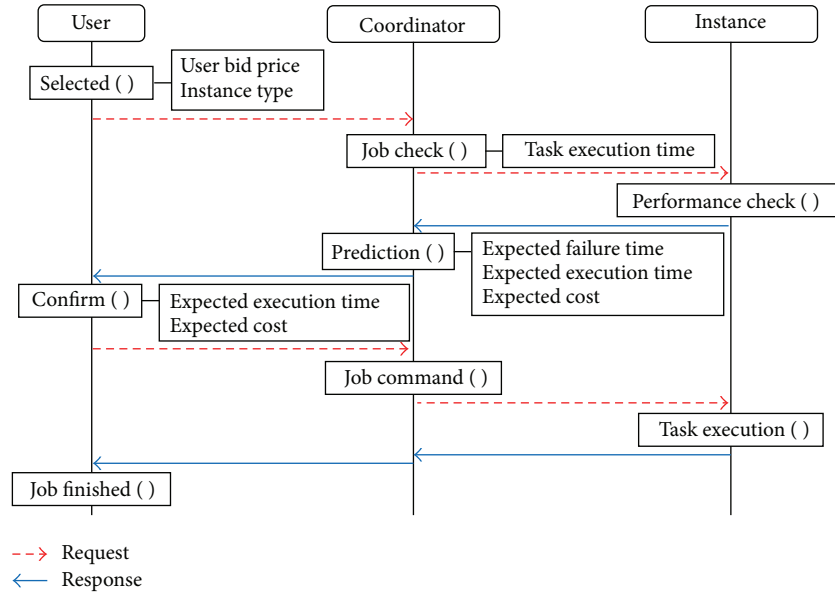 User
Coordinator
Instance
Selected ( )
User bid price
Instance type
Job check ( )
Task execution time
Performance check ( )
Prediction ( )
Expected failure time
Expected execution time
Expected cost
Confirm ( )
Expected execution time
Expected cost
Job command ( )
Task execution ( )
Job finished ( )
Request
Response